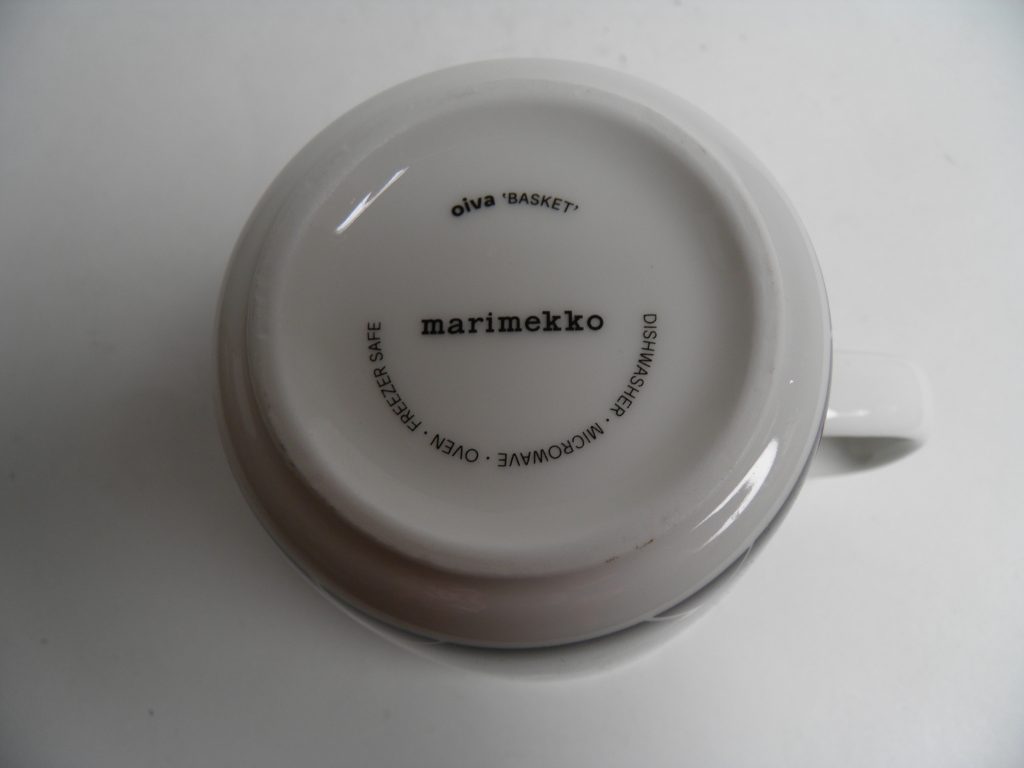 oiva 'BASKET'
marimekko
DISHWASHER · MICROWAVE · OVEN · FREEZER SAFE